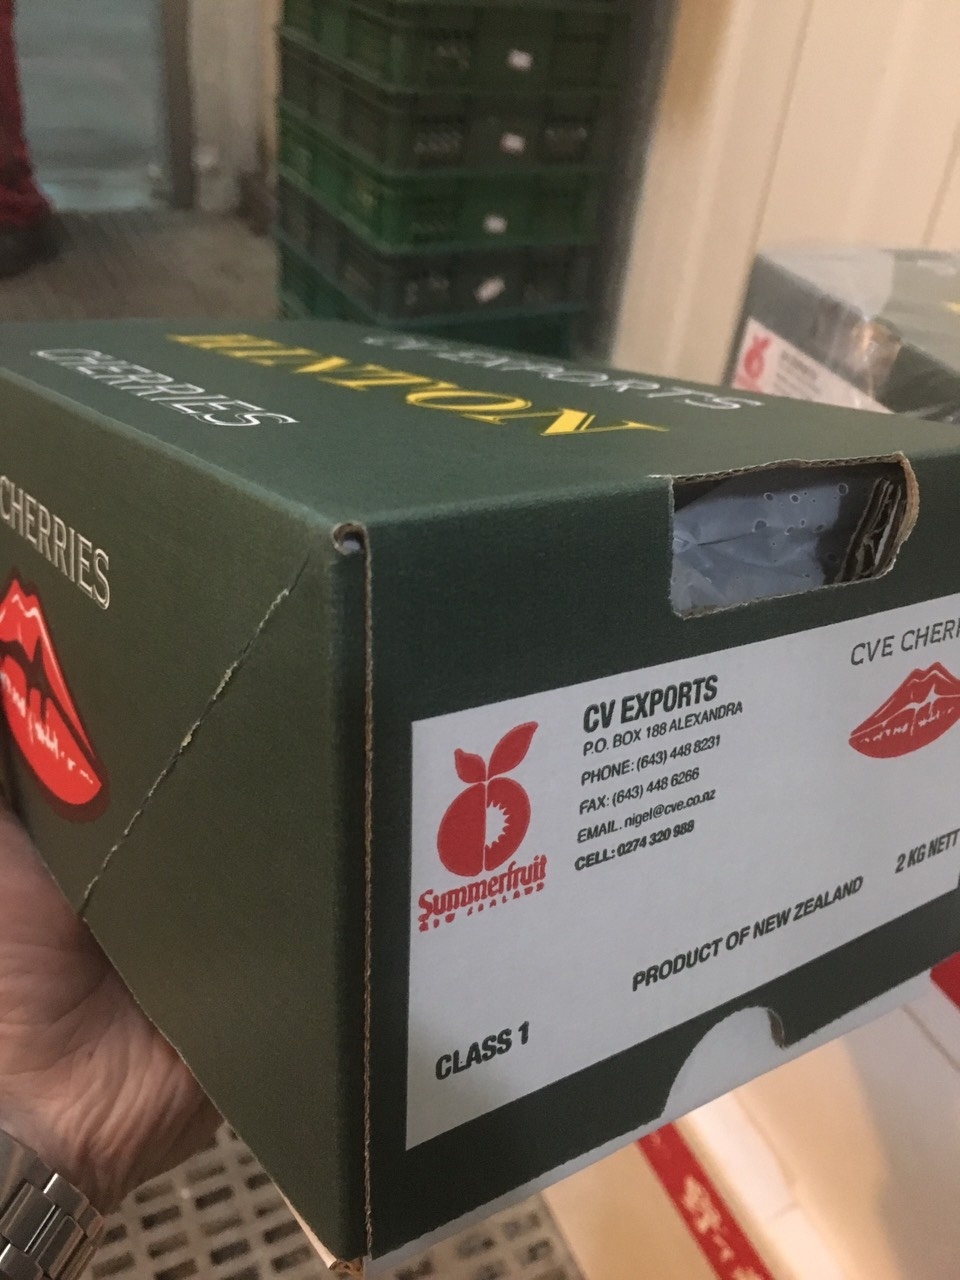 CV EXPORTS
HINTON
CHERRIES
CHERRIES
CV EXPORTS
P.O. BOX 188 ALEXANDRA
PHONE: (643) 448 8231
FAX: (643) 448 6266
EMAIL. nigel@cve.co.nz
CELL: 0274 320 988
Summerfruit
NEW ZEALAND
CVE CHERR
2 KG NETT
PRODUCT OF NEW ZEALAND
CLASS 1